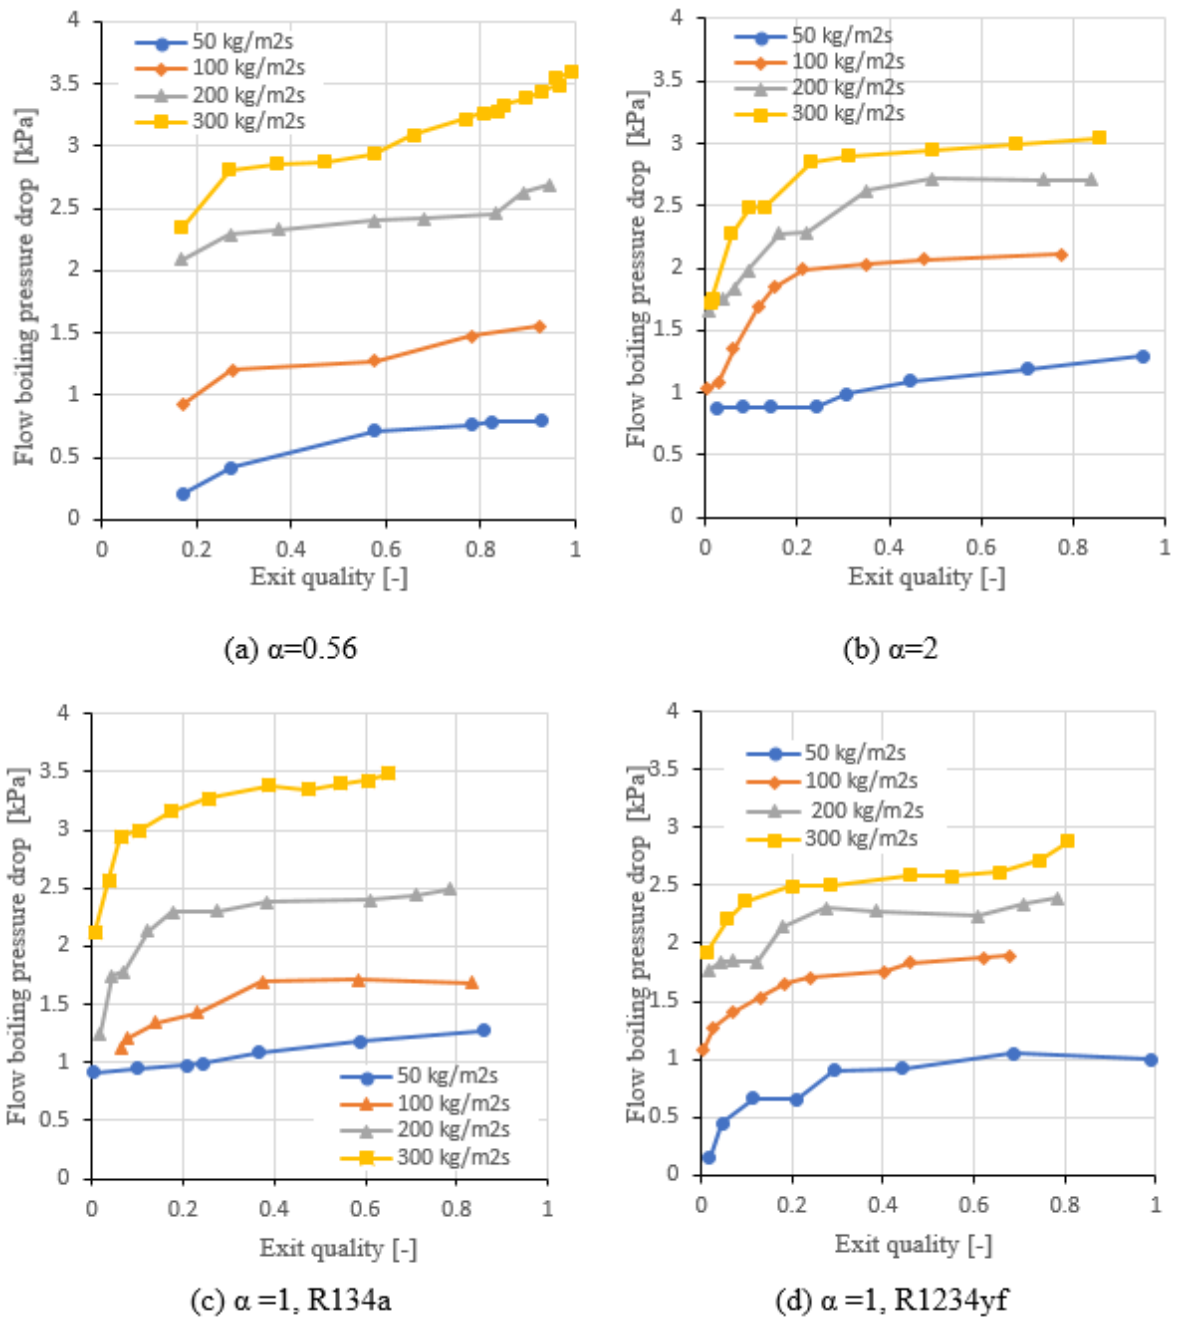 4
3.5
3
2.5
2
1.5
1
0.5
0
Flow boiling pressure drop [kPa]
50 kg/m2s
100 kg/m2s
200 kg/m2s
300 kg/m2s
0 0.2 0.4 0.6 0.8 1
Exit quality [-]
(a) α=0.56
4
3.5
3
2.5
2
1.5
1
0.5
0
Flow boiling pressure drop [kPa]
50 kg/m2s
100 kg/m2s
200 kg/m2s
300 kg/m2s
0 0.2 0.4 0.6 0.8 1
Exit quality [-]
(b) α=2
4
3.5
3
2.5
2
1.5
1
0.5
0
Flow boiling pressure drop [kPa]
50 kg/m2s
100 kg/m2s
200 kg/m2s
300 kg/m2s
0 0.2 0.4 0.6 0.8 1
Exit quality [-]
(c) α =1, R134a
4
3.5
3
2.5
2
1.5
1
0.5
0
Flow boiling pressure drop [kPa]
50 kg/m2s
100 kg/m2s
200 kg/m2s
300 kg/m2s
0 0.2 0.4 0.6 0.8 1
Exit quality [-]
(d) α =1, R1234yf